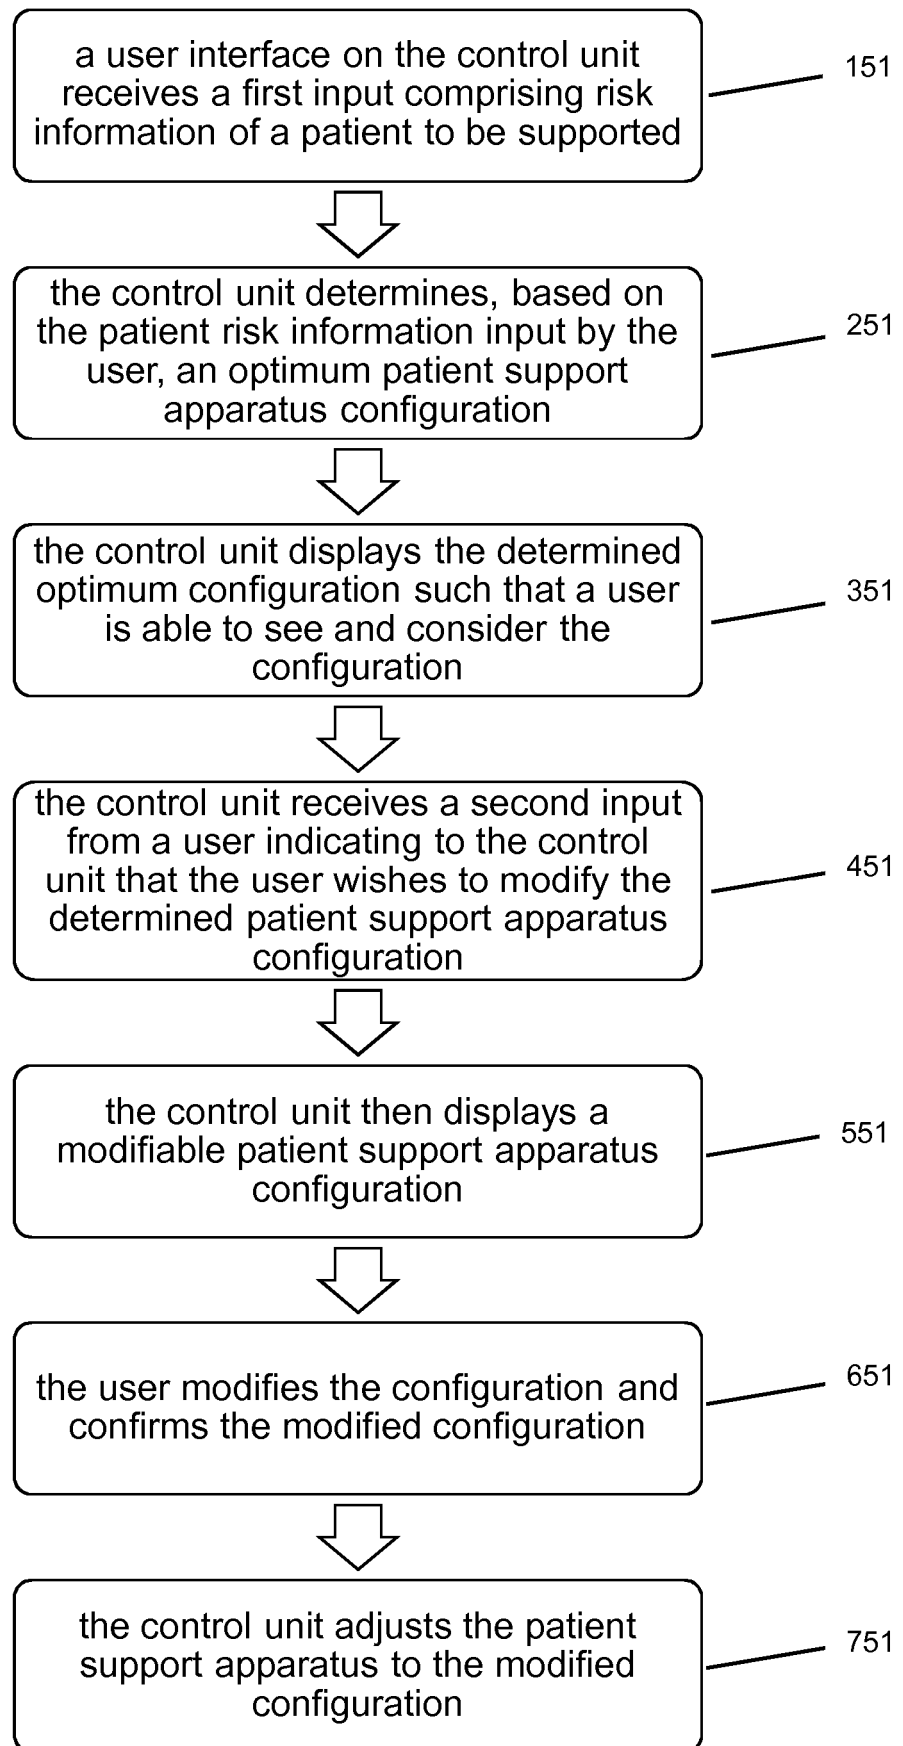 a user interface on the control unit
receives a first input comprising risk
information of a patient to be supported
151
the control unit determines, based on
the patient risk information input by the
user, an optimum patient support
apparatus configuration
251
the control unit displays the determined
optimum configuration such that a user
is able to see and consider the
configuration
351
the control unit receives a second input
from a user indicating to the control
unit that the user wishes to modify the
determined patient support apparatus
configuration
451
the control unit then displays a
modifiable patient support apparatus
configuration
551
the user modifies the configuration and
confirms the modified configuration
651
the control unit adjusts the patient
support apparatus to the modified
configuration
751